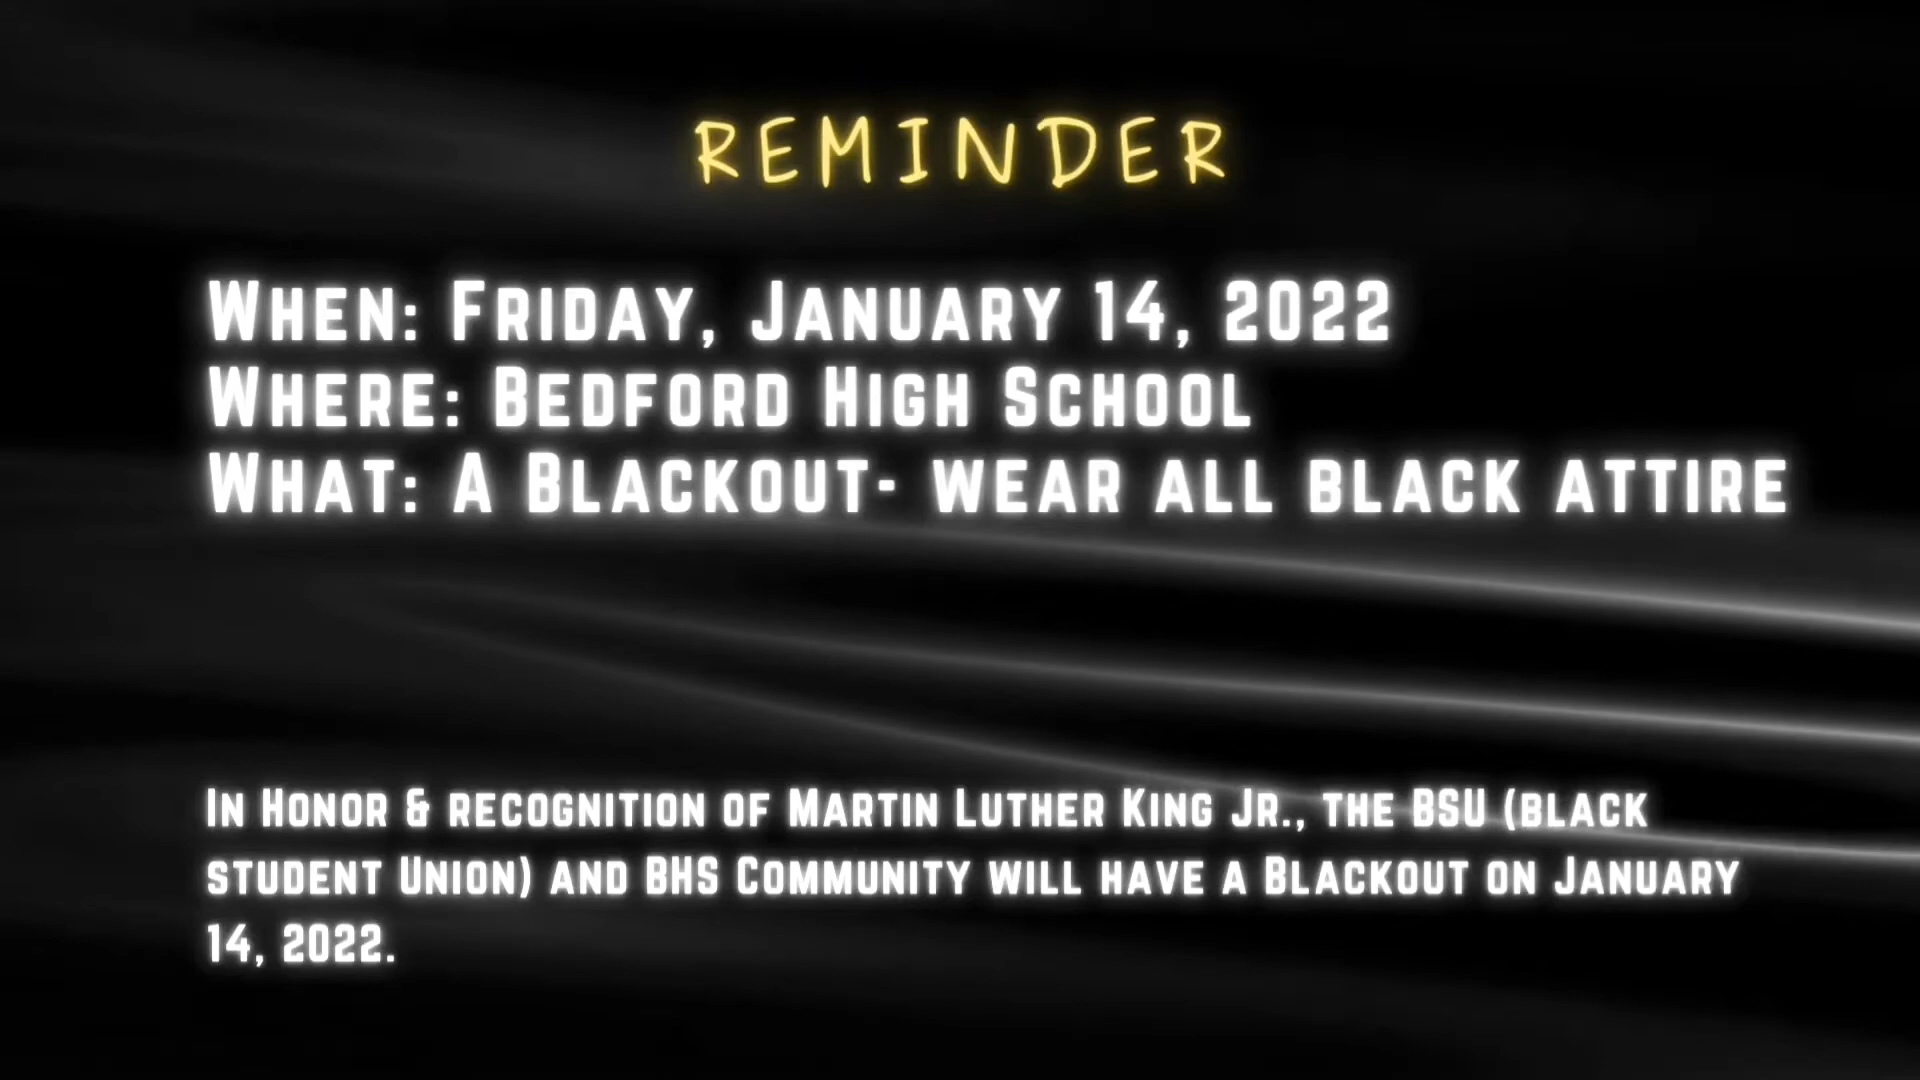 REMINDER
When: Friday, January 14, 2022
Where: Bedford High School
What: A Blackout- wear all black attire
In Honor & recognition of Martin Luther King Jr., the BSU (black
student Union) and BHS Community will have a Blackout on January
14, 2022.